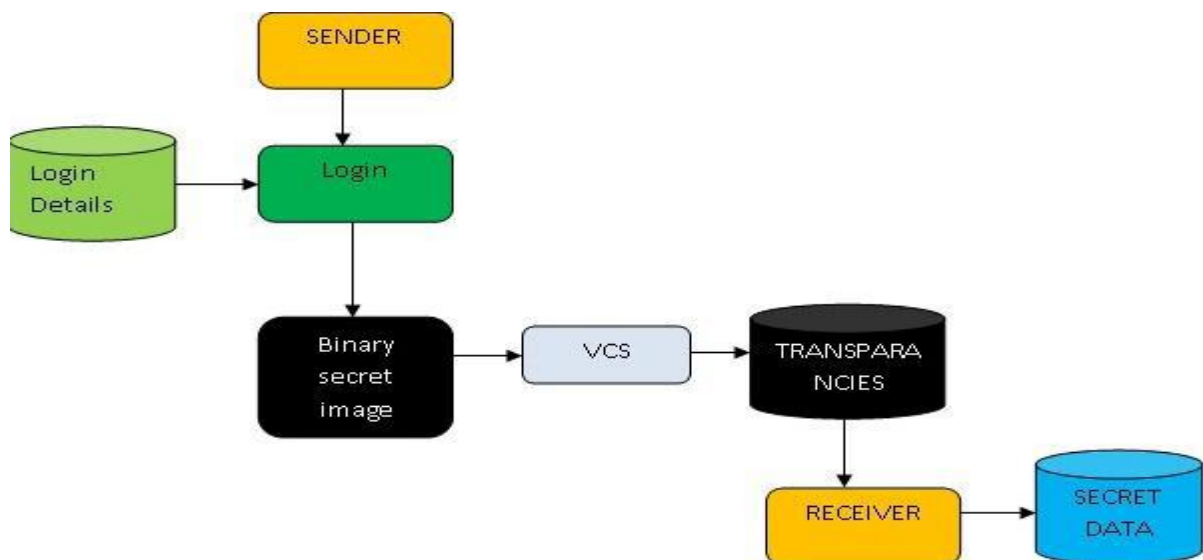 SENDER
Login
Login
Details
Binary
secret
image
VCS
TRANSPARA
NCIES
RECEIVER
SECRET
DATA